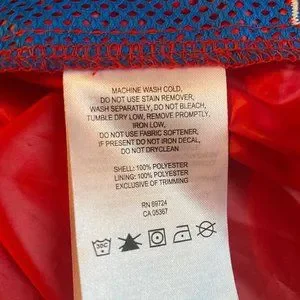 MACHINE WASH COLD,
DO NOT USE STAIN REMOVER,
WASH SEPARATELY, DO NOT BLEACH,
TUMBLE DRY LOW, REMOVE PROMPTLY,
IRON LOW,
DO NOT USE FABRIC SOFTENER,
IF PRESENT DO NOT IRON DECAL,
DO NOT DRYCLEAN
SHELL: 100% POLYESTER
LINING: 100% POLYESTER
EXCLUSIVE OF TRIMMING
RN 69724
CA 05367
30C